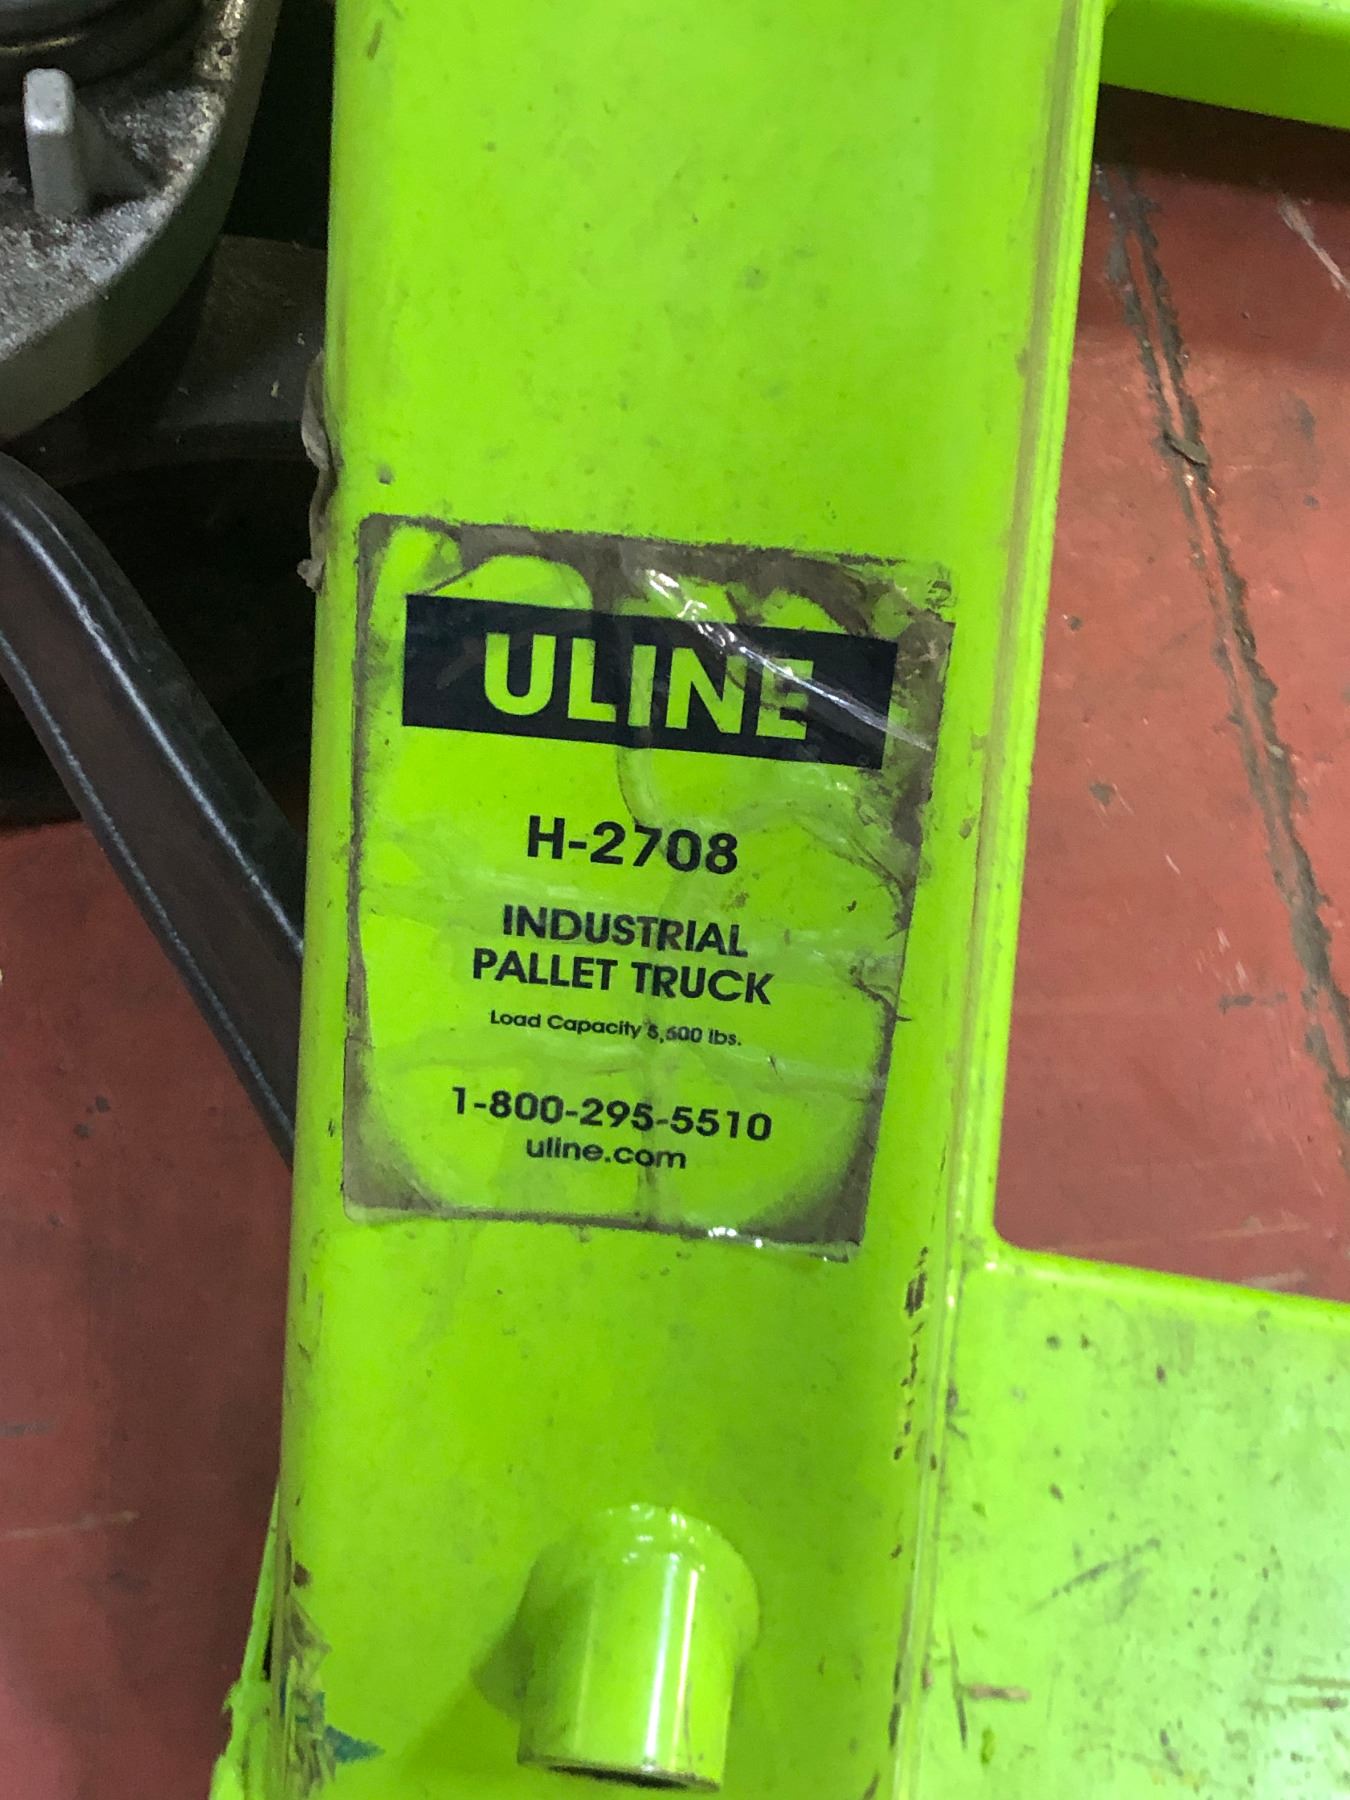 ULINE
H-2708
INDUSTRIAL
PALLET TRUCK
Load Capacity 5,500 lbs.
1-800-295-5510
uline.com